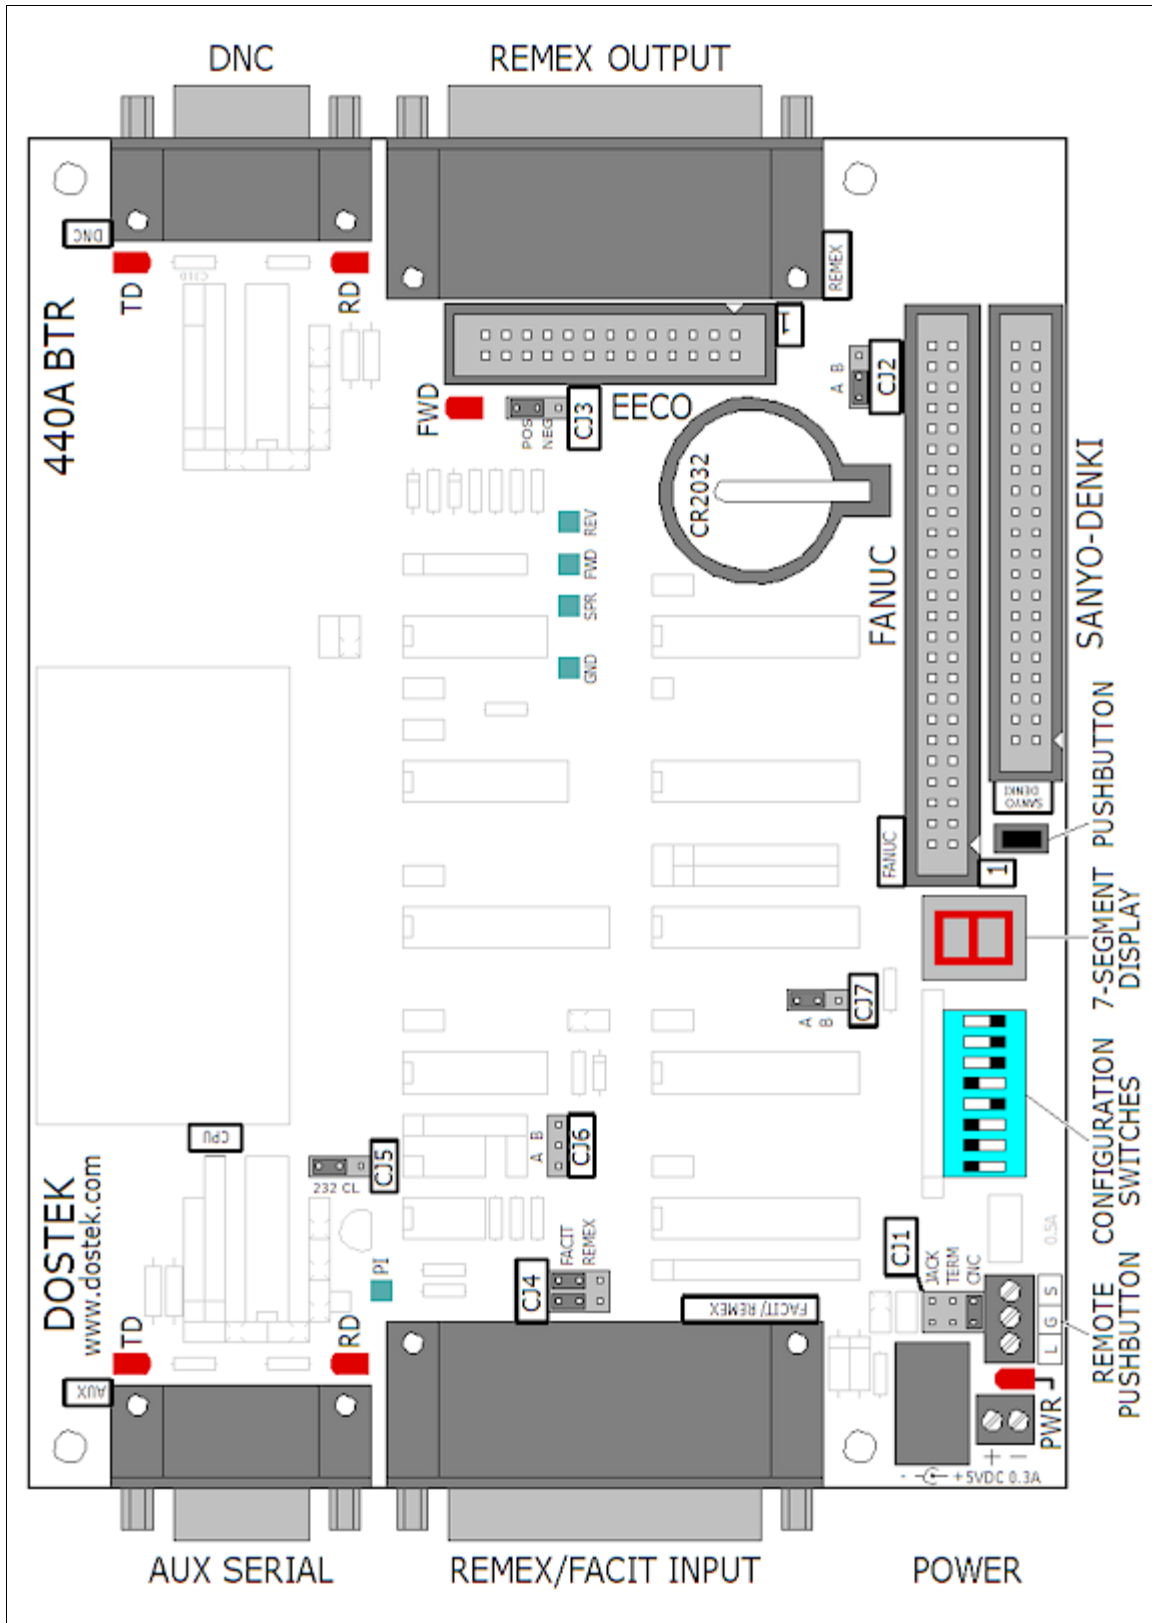 DNC
REMEX OUTPUT
DNC
TD
C110
RD
440A BTR
REMEX
1
FWD
POS
NEG
CJ3
EECO
A B
CJ2
CR2032
REV
FWD
SPR
GND
FANUC
SANYO-DENKI
SANYO
DENKI
FANUC
1
PUSHBUTTON
7-SEGMENT
DISPLAY
A B
CJ7
CONFIGURATION
SWITCHES
CPU
CJ5
232 CL
A B
CJ6
DOSTEK
www.dostek.com
PI
CJ4
FACIT
REMEX
FACIT/ REMEX
CJ1
JACK
TERM
CNC
0.5A
L G S
REMOTE
PUSHBUTTON
TD
RD
AUX
PWR
+ -
- + 5VDC 0.3A
AUX SERIAL
REMEX/FACIT INPUT
POWER